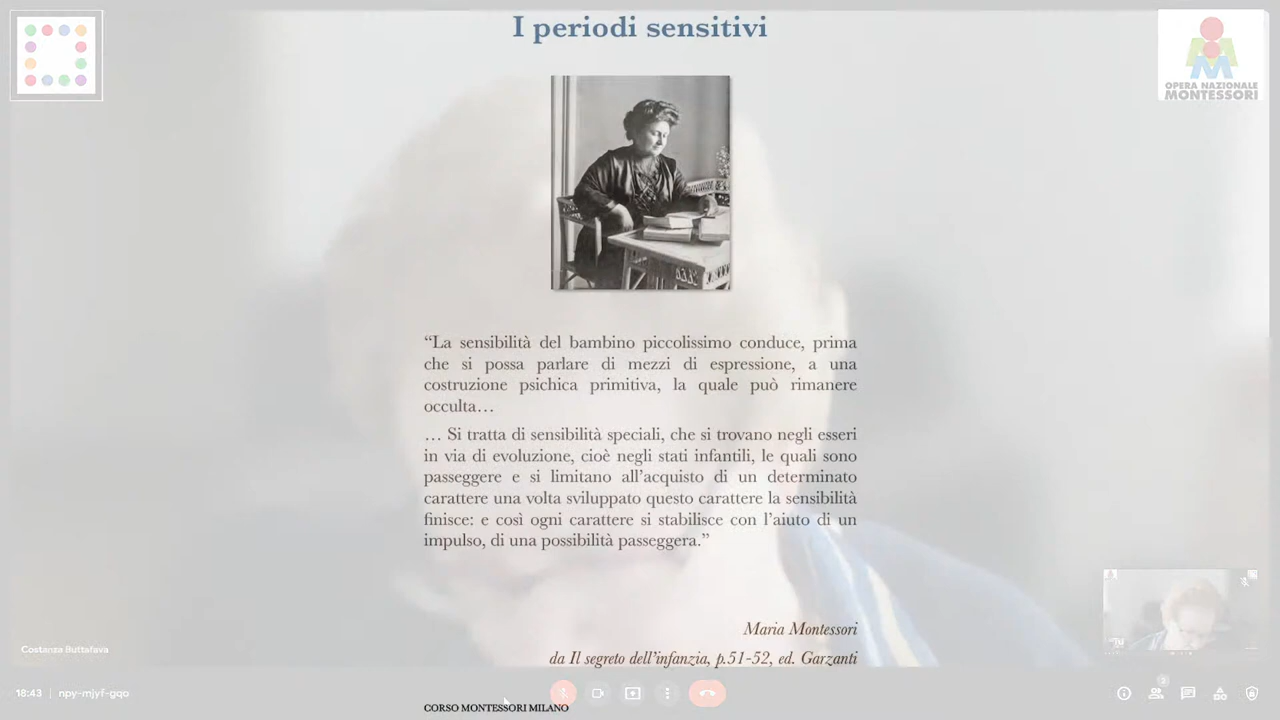 I periodi sensitivi
OPERA NAZIONALE
MONTESSORI
“La sensibilità del bambino piccolissimo conduce, prima
che si possa parlare di mezzi di espressione, a una
costruzione psichica primitiva, la quale può rimanere
occulta…
… Si tratta di sensibilità speciali, che si trovano negli esseri
in via di evoluzione, cioè negli stati infantili, le quali sono
passeggere e si limitano all’acquisto di un determinato
carattere una volta sviluppato questo carattere la sensibilità
finisce: e così ogni carattere si stabilisce con l’aiuto di un
impulso, di una possibilità passeggera.”
Maria Montessori
da Il segreto dell’infanzia, p.51-52, ed. Garzanti
Costanza Buttafava
Tu
18:43 | npy-mjyf-gqo
3
CORSO MONTESSORI MILANO